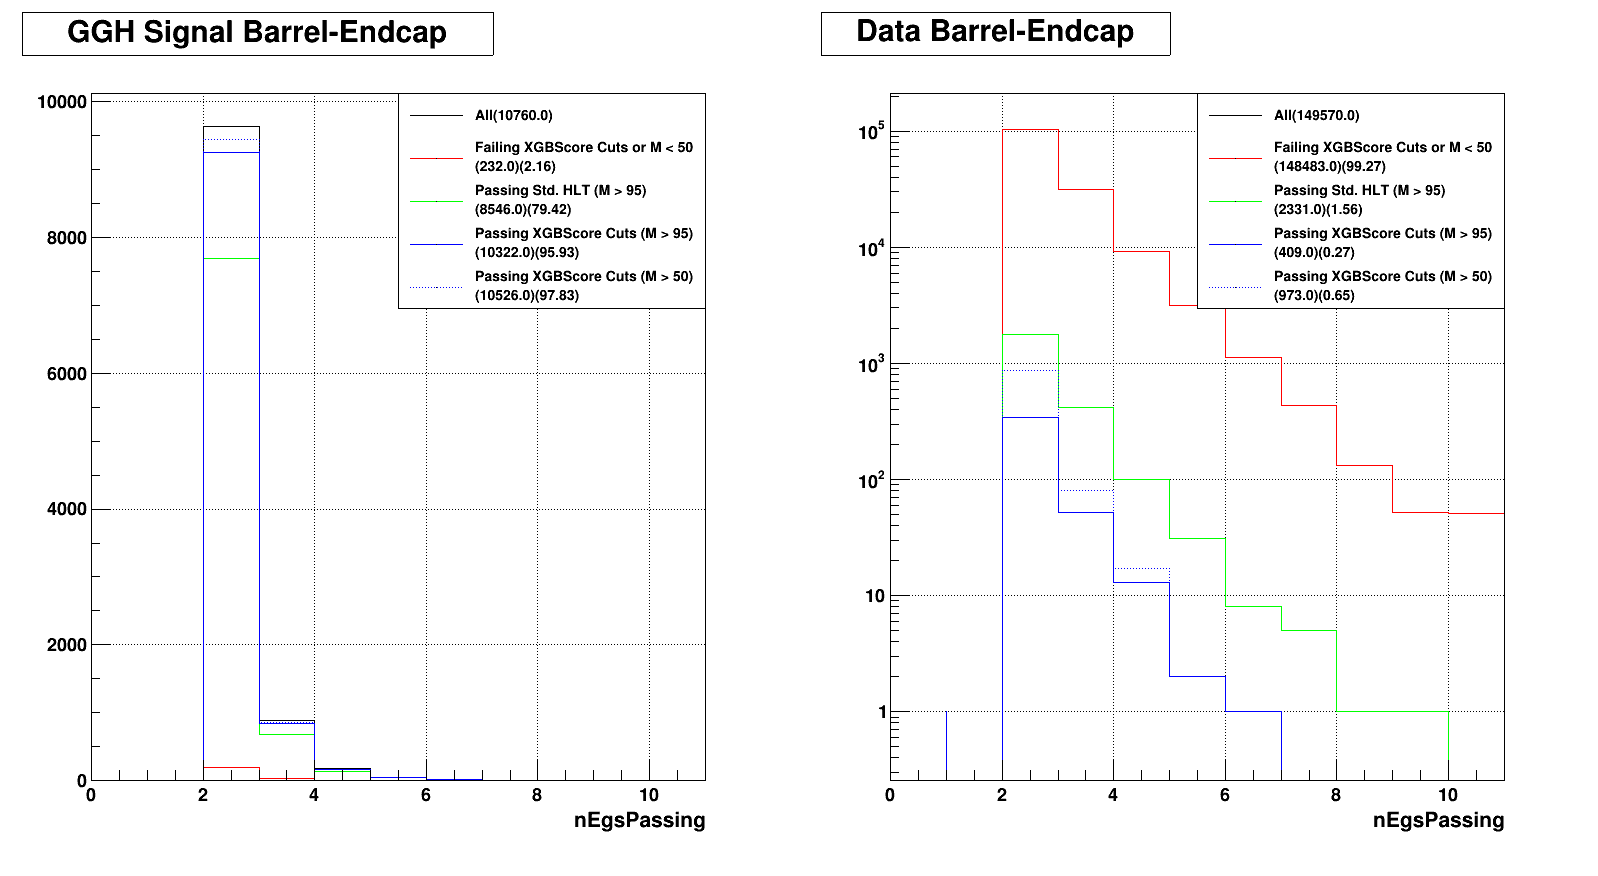 GGH Signal Barrel-Endcap
10000
8000
6000
4000
2000
0
0 2 4 6 8 10
nEgsPassing
All(10760.0)
Failing XGBScore Cuts or M < 50
(232.0)(2.16)
Passing Std. HLT (M > 95)
(8546.0)(79.42)
Passing XGBScore Cuts (M > 95)
(10322.0)(95.93)
Passing XGBScore Cuts (M > 50)
(10526.0)(97.83)
Data Barrel-Endcap
10^5
10^4
10^3
10^2
10
1
0 2 4 6 8 10
nEgsPassing
All(149570.0)
Failing XGBScore Cuts or M < 50
(148483.0)(99.27)
Passing Std. HLT (M > 95)
(2331.0)(1.56)
Passing XGBScore Cuts (M > 95)
(409.0)(0.27)
Passing XGBScore Cuts (M > 50)
(973.0)(0.65)